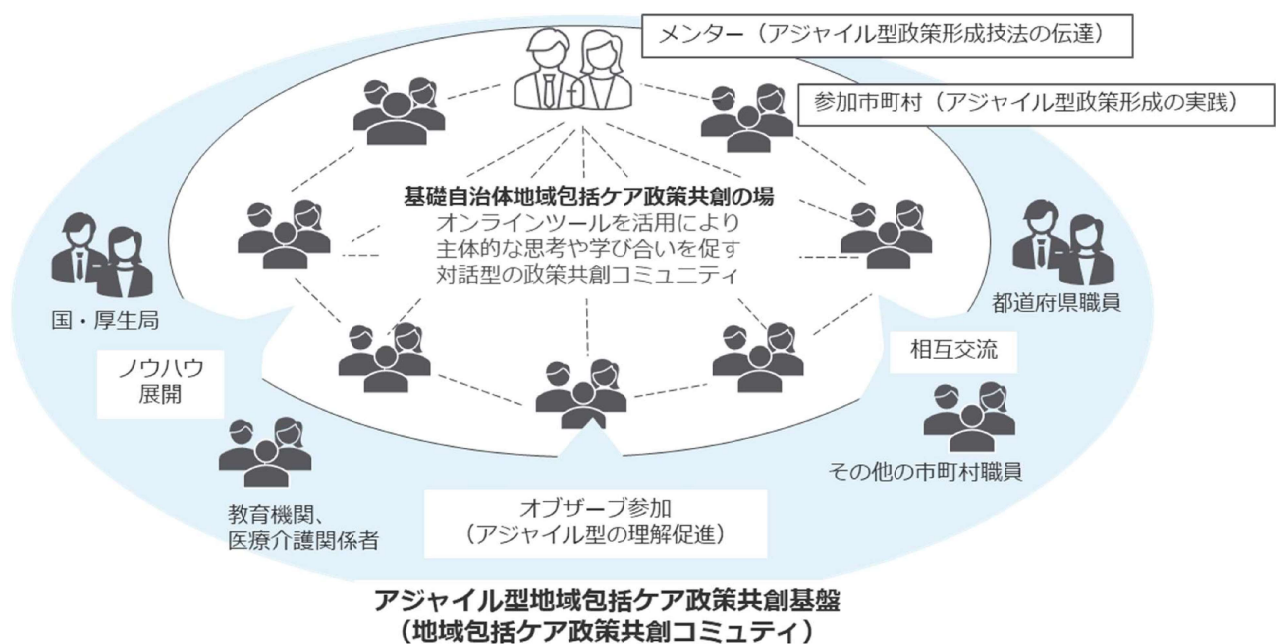 メンター（アジャイル型政策形成技法の伝達）
参加市町村（アジャイル型政策形成の実践）
基礎自治体地域包括ケア政策共創の場
オンラインツールを活用により
主体的な思考や学び合いを促す
対話型の政策共創コミュニティ
国・厚生局
都道府県職員
ノウハウ
展開
相互交流
その他の市町村職員
教育機関、
医療介護関係者
オブザーブ参加
（アジャイル型の理解促進）
アジャイル型地域包括ケア政策共創基盤
（地域包括ケア政策共創コミュティ）